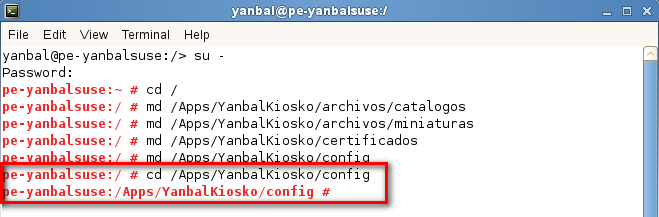 yanbal@pe-yanbalsuse:/
File Edit View Terminal Help
yanbal@pe-yanbalsuse:/> su -
Password:
pe-yanbalsuse:~ # cd /
pe-yanbalsuse:/ # md /Apps/YanbalKiosko/archivos/catalogos
pe-yanbalsuse:/ # md /Apps/YanbalKiosko/archivos/miniaturas
pe-yanbalsuse:/ # md /Apps/YanbalKiosko/certificados
pe-yanbalsuse:/ # md /Apps/YanbalKiosko/config
pe-yanbalsuse:/ # cd /Apps/YanbalKiosko/config
pe-yanbalsuse:/Apps/YanbalKiosko/config #